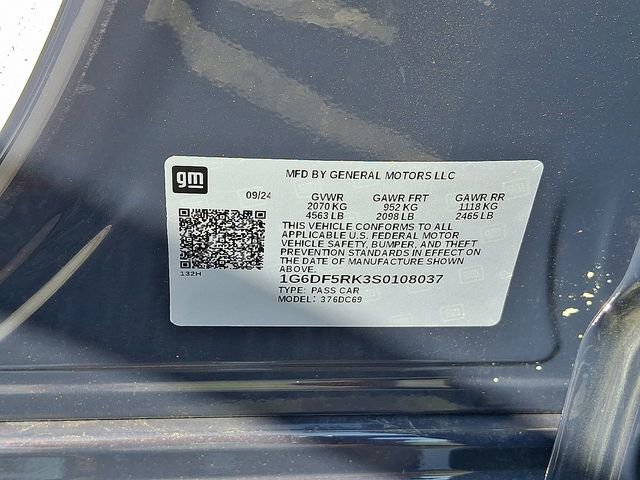 gm
MFD BY GENERAL MOTORS LLC
09/24 GVWR GAWR FRT GAWR RR
2070 KG 952 KG 1118 KG
4563 LB 2098 LB 2465 LB
THIS VEHICLE CONFORMS TO ALL
APPLICABLE U.S. FEDERAL MOTOR
VEHICLE SAFETY, BUMPER, AND THEFT
PREVENTION STANDARDS IN EFFECT ON
THE DATE OF MANUFACTURE SHOWN
ABOVE.
132H
1G6DF5RK3S0108037
TYPE: PASS CAR
MODEL: 376DC69